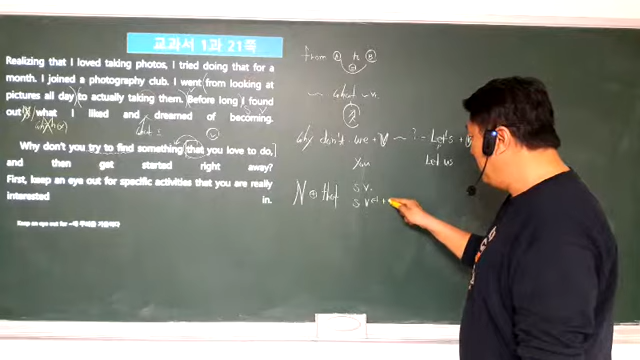 교과서 1과 21쪽
Realizing that I loved taking photos, I tried doing that for a
month. I joined a photography club. I went from looking at
pictures all day to actually taking them. Before long I found
out what I liked and dreamed of becoming.
Why don't you try to find something that you love to do,
and then get started right away?
First, keep an eye out for specific activities that you are really
interested in.
from to
~ what ~.
why don't we + V ~ ? = Let's + V
you Let us
N that S V.
S V